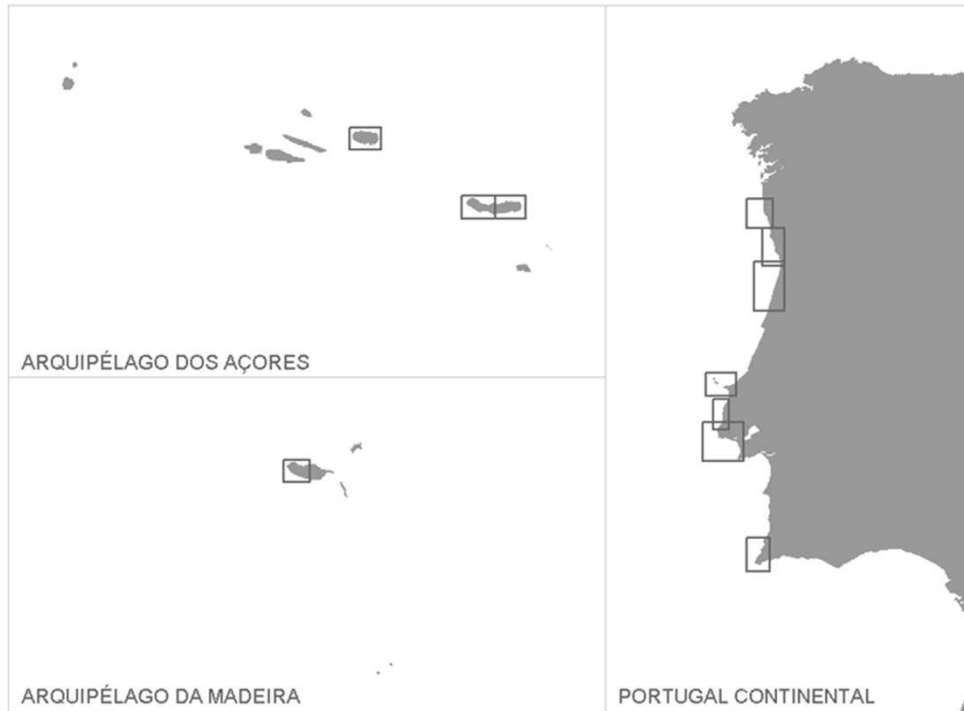 ARQUIPÉLAGO DOS AÇORES
ARQUIPÉLAGO DA MADEIRA
PORTUGAL CONTINENTAL